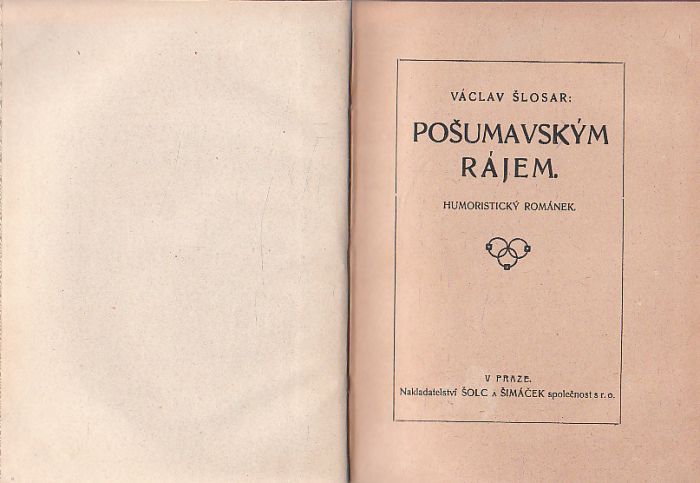 VÁCLAV ŠLOSAR:
POŠUMAVSKÝM
RÁJEM.
HUMORISTICKÝ ROMÁNEK.
V PRAZE.
Nakladatelství ŠOLC A ŠIMÁČEK společnost s r. o.